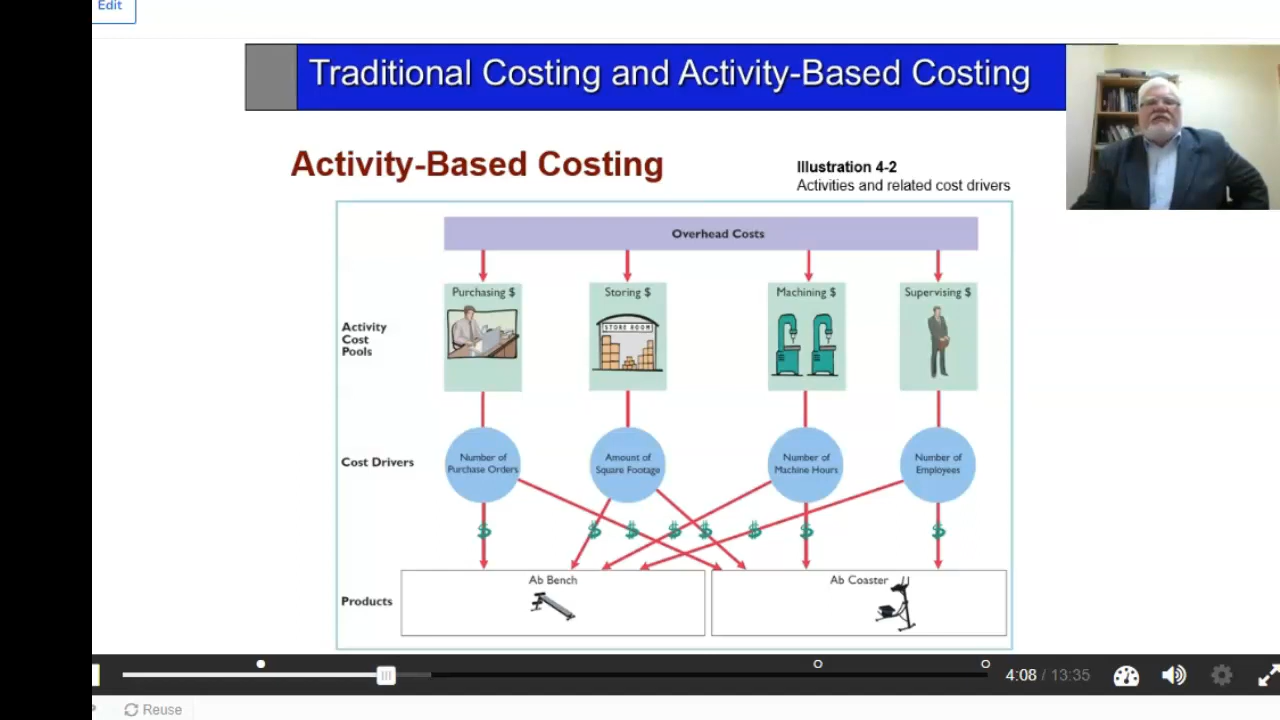 Edit
Traditional Costing and Activity-Based Costing
Activity-Based Costing
Illustration 4-2
Activities and related cost drivers
Overhead Costs
Activity
Cost
Pools
Purchasing $
Storing $
STORE ROOM
Machining $
Supervising $
Cost Drivers
Number of
Purchase Orders
Amount of
Square Footage
Number of
Machine Hours
Number of
Employees
$ $ $ $ $ $ $ $
Products
Ab Bench
Ab Coaster
4:08 / 13:35
Reuse